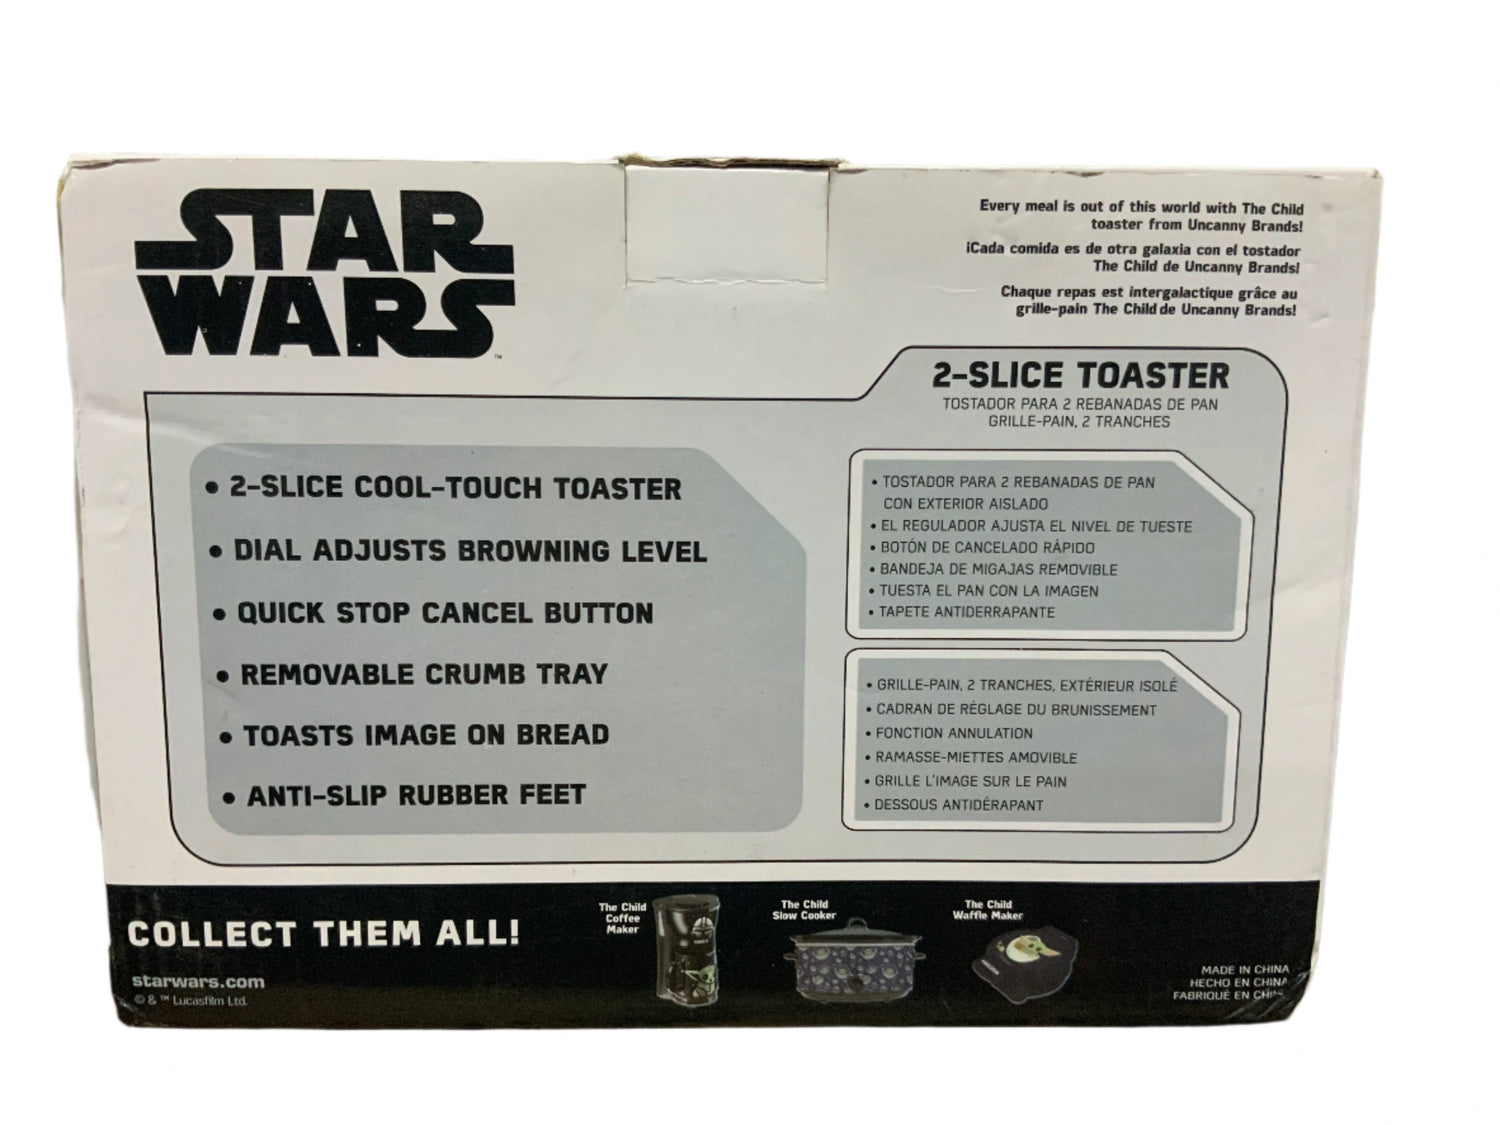 STAR
WARS
™
Every meal is out of this world with The Child
toaster from Uncanny Brands!
¡Cada comida es de otra galaxia con el tostador
The Child de Uncanny Brands!
Chaque repas est intergalactique grâce au
grille-pain The Child de Uncanny Brands!
2-SLICE TOASTER
TOSTADOR PARA 2 REBANADAS DE PAN
GRILLE-PAIN, 2 TRANCHES
• 2-SLICE COOL-TOUCH TOASTER
• DIAL ADJUSTS BROWNING LEVEL
• QUICK STOP CANCEL BUTTON
• REMOVABLE CRUMB TRAY
• TOASTS IMAGE ON BREAD
• ANTI-SLIP RUBBER FEET
• TOSTADOR PARA 2 REBANADAS DE PAN
CON EXTERIOR AISLADO
• EL REGULADOR AJUSTA EL NIVEL DE TUESTE
• BOTÓN DE CANCELADO RÁPIDO
• BANDEJA DE MIGAJAS REMOVIBLE
• TUESTA EL PAN CON LA IMAGEN
• TAPETE ANTIDERRAPANTE
• GRILLE-PAIN, 2 TRANCHES, EXTÉRIEUR ISOLÉ
• CADRAN DE RÉGLAGE DU BRUNISSEMENT
• FONCTION ANNULATION
• RAMASSE-MIETTES AMOVIBLE
• GRILLE L'IMAGE SUR LE PAIN
• DESSOUS ANTIDÉRAPANT
COLLECT THEM ALL!
starwars.com
© & ™ Lucasfilm Ltd.
The Child
Coffee
Maker
The Child
Slow Cooker
The Child
Waffle Maker
MADE IN CHINA
HECHO EN CHINA
FABRIQUÉ EN